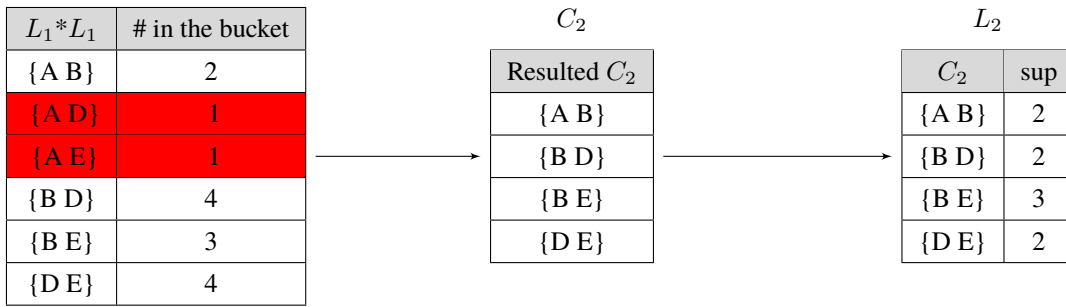 L₁*L₁ # in the bucket
{A B} 2
{A D} 1
{A E} 1
{B D} 4
{B E} 3
{D E} 4
C₂
Resulted C₂
{A B}
{B D}
{B E}
{D E}
L₂
C₂ sup
{A B} 2
{B D} 2
{B E} 3
{D E} 2